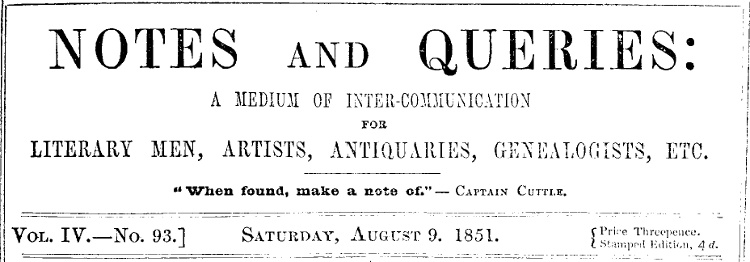 NOTES AND QUERIES:
A MEDIUM OF INTER-COMMUNICATION
FOR
LITERARY MEN, ARTISTS, ANTIQUARIES, GENEALOGISTS, ETC.
"When found, make a note of."—CAPTAIN CUTTLE.
VOL. IV.—No. 93.] SATURDAY, AUGUST 9. 1851. { Price Threepence.
Stamped Edition, 4d.